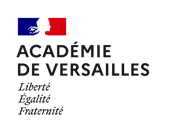 ACADÉMIE
DE VERSAILLES
Liberté
Égalité
Fraternité